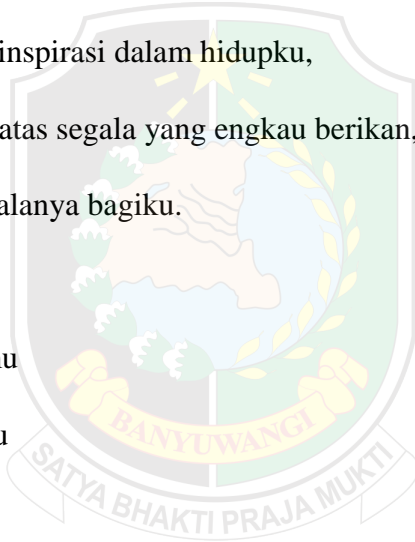 inspirasi dalam hidupku,
atas segala yang engkau berikan,
alanya bagiku.
u
BANYUWANGI
SATYA BHAKTI PRAJA MUKTI